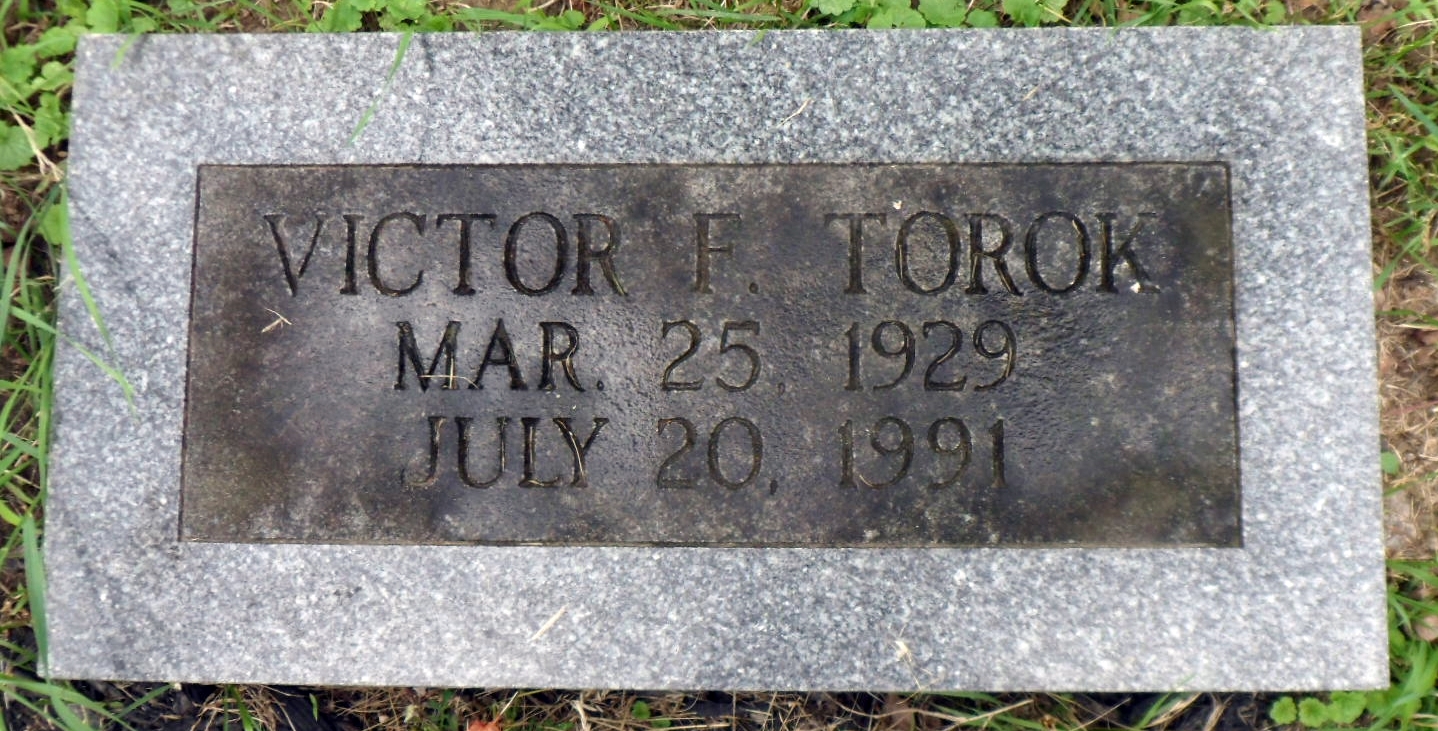 VICTOR F. TOROK
MAR. 25, 1929
JULY 20, 1991